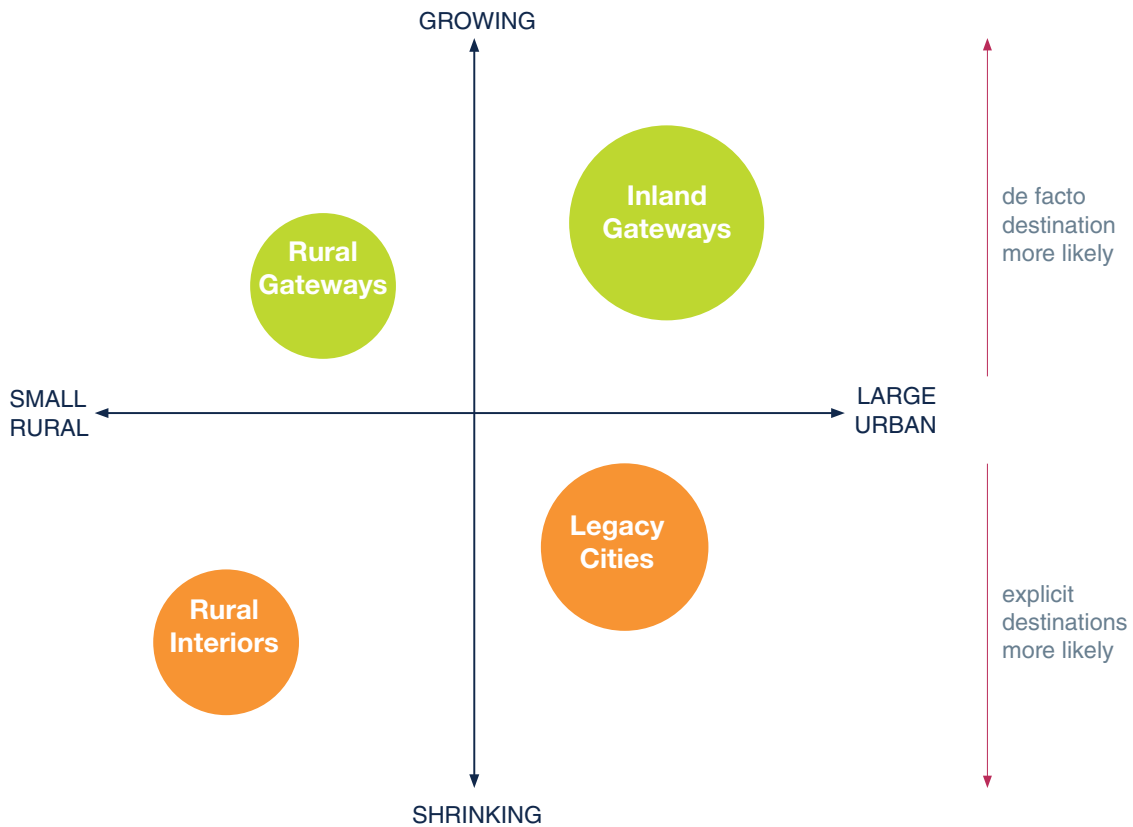 GROWING
Inland
Gateways
de facto
destination
more likely
Rural
Gateways
SMALL
RURAL
LARGE
URBAN
Legacy
Cities
Rural
Interiors
explicit
destinations
more likely
SHRINKING